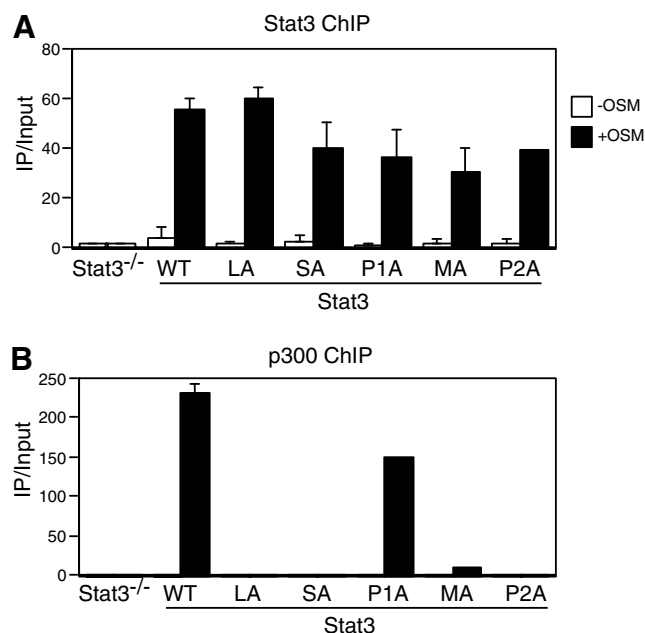 A
Stat3 ChIP
80
60
40
20
0
IP/Input
-OSM
+OSM
Stat3-/- WT LA SA P1A MA P2A
Stat3
B
p300 ChIP
250
200
150
100
50
0
IP/Input
Stat3-/- WT LA SA P1A MA P2A
Stat3